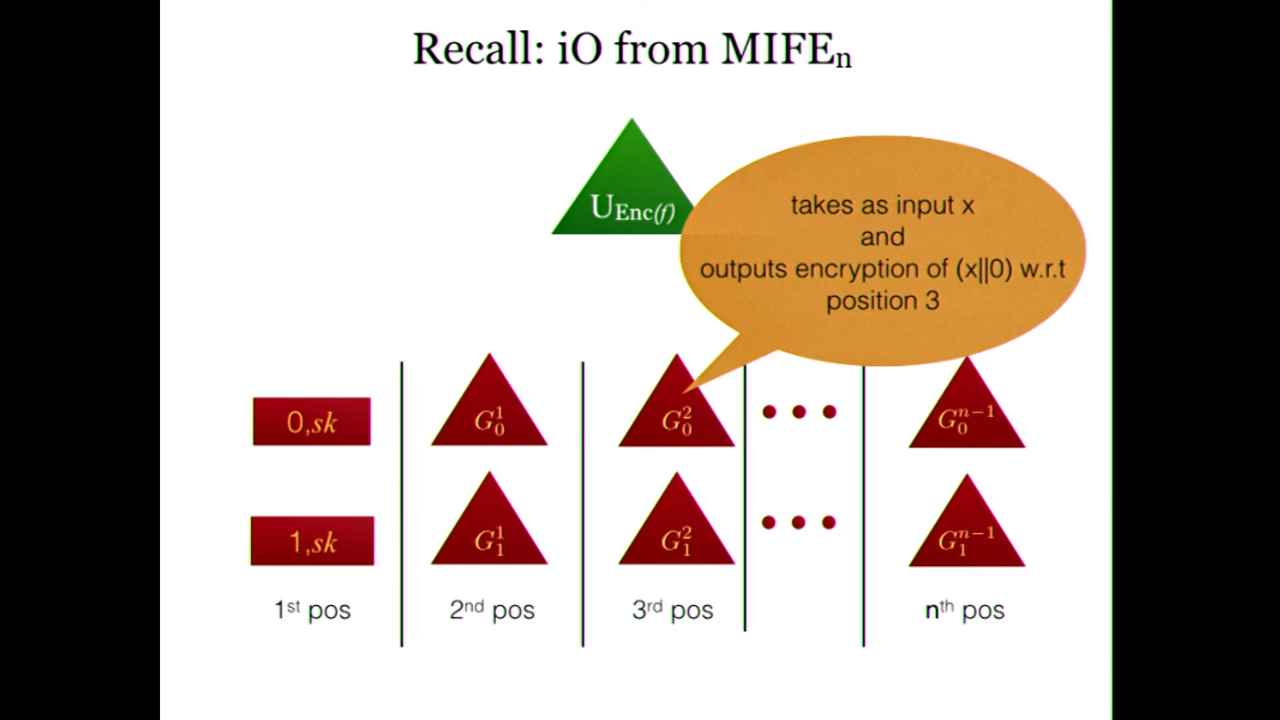 Recall: iO from MIFEₙ
U_Enc(f)
takes as input x
and
outputs encryption of (x||0) w.r.t
position 3
0,sk
G₀¹
G₀²
• • •
G₀ⁿ⁻¹
1,sk
G₁¹
G₁²
• • •
G₁ⁿ⁻¹
1ˢᵗ pos
2ⁿᵈ pos
3ʳᵈ pos
nᵗʰ pos